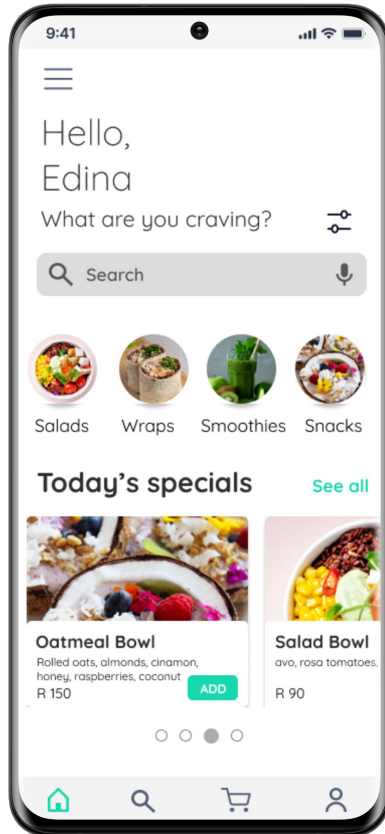 9:41
Hello,
Edina
What are you craving?
Search
Salads Wraps Smoothies Snacks
Today's specials See all
Oatmeal Bowl
Rolled oats, almonds, cinamon,
honey, raspberries, coconut
R 150
ADD
Salad Bowl
avo, rosa tomatoes,
R 90